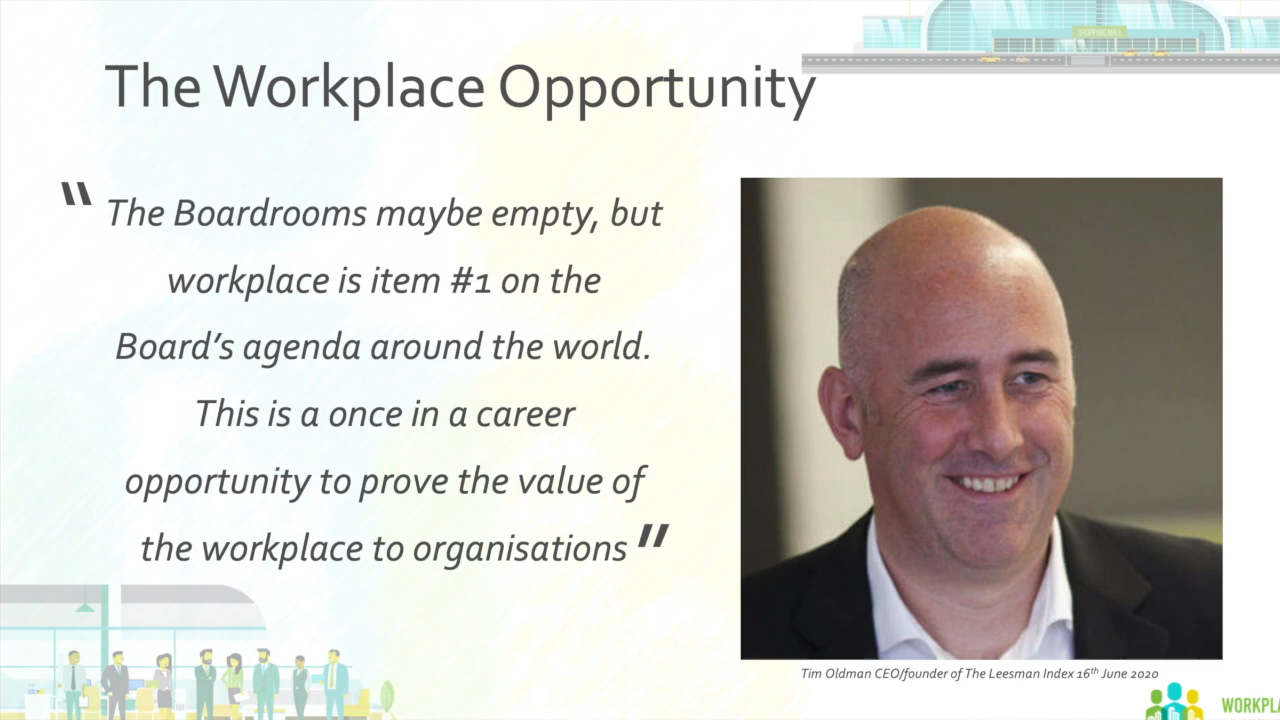 SHOPPING MALL
The Workplace Opportunity
“ The Boardrooms maybe empty, but
workplace is item #1 on the
Board’s agenda around the world.
This is a once in a career
opportunity to prove the value of
the workplace to organisations ”
Tim Oldman CEO/founder of The Leesman Index 16th June 2020
WORKPLA